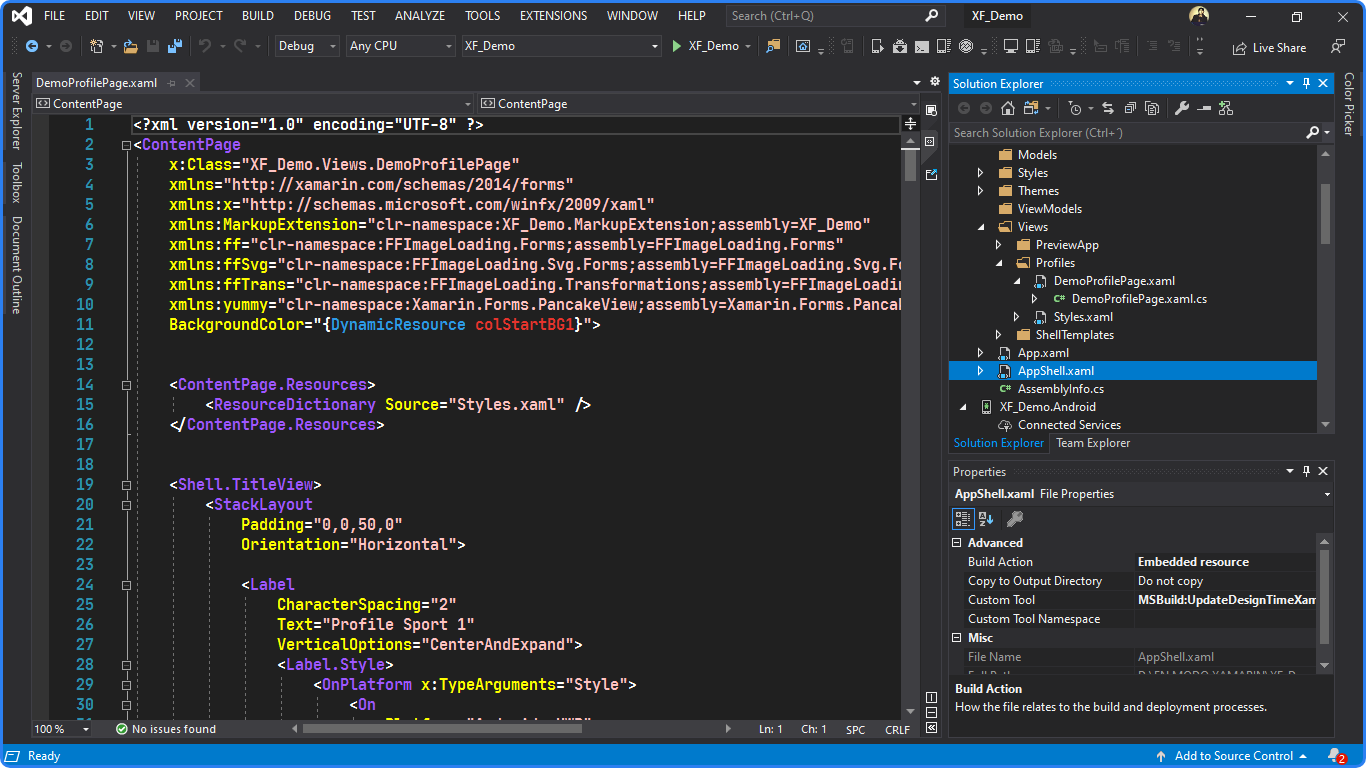 FILE EDIT VIEW PROJECT BUILD DEBUG TEST ANALYZE TOOLS EXTENSIONS WINDOW HELP Search (Ctrl+Q) XF_Demo
Debug Any CPU XF_Demo XF_Demo Live Share
Server Explorer
Toolbox
Document Outline
DemoProfilePage.xaml
ContentPage ContentPage
1 <?xml version="1.0" encoding="UTF-8" ?>
2 <ContentPage
3 x:Class="XF_Demo.Views.DemoProfilePage"
4 xmlns="http://xamarin.com/schemas/2014/forms"
5 xmlns:x="http://schemas.microsoft.com/winfx/2009/xaml"
6 xmlns:MarkupExtension="clr-namespace:XF_Demo.MarkupExtension;assembly=XF_Demo"
7 xmlns:ff="clr-namespace:FFImageLoading.Forms;assembly=FFImageLoading.Forms"
8 xmlns:ffSvg="clr-namespace:FFImageLoading.Svg.Forms;assembly=FFImageLoading.Svg.Fo
9 xmlns:ffTrans="clr-namespace:FFImageLoading.Transformations;assembly=FFImageLoadin
10 xmlns:yummy="clr-namespace:Xamarin.Forms.PancakeView;assembly=Xamarin.Forms.Pancak
11 BackgroundColor="{DynamicResource colStartBG1}">
12
13
14 <ContentPage.Resources>
15 <ResourceDictionary Source="Styles.xaml" />
16 </ContentPage.Resources>
17
18
19 <Shell.TitleView>
20 <StackLayout
21 Padding="0,0,50,0"
22 Orientation="Horizontal">
23
24 <Label
25 CharacterSpacing="2"
26 Text="Profile Sport 1"
27 VerticalOptions="CenterAndExpand">
28 <Label.Style>
29 <OnPlatform x:TypeArguments="Style">
30 <On
100 % No issues found Ln: 1 Ch: 1 SPC CRLF
Solution Explorer
Search Solution Explorer (Ctrl+´)
Models
Styles
Themes
ViewModels
Views
PreviewApp
Profiles
DemoProfilePage.xaml
C# DemoProfilePage.xaml.cs
Styles.xaml
ShellTemplates
App.xaml
AppShell.xaml
C# AssemblyInfo.cs
XF_Demo.Android
Connected Services
Solution Explorer Team Explorer
Properties
AppShell.xaml File Properties
Advanced
Build Action Embedded resource
Copy to Output Directory Do not copy
Custom Tool MSBuild:UpdateDesignTimeXam
Custom Tool Namespace
Misc
File Name AppShell.xaml
Build Action
How the file relates to the build and deployment processes.
Color Picker
Ready Add to Source Control 2